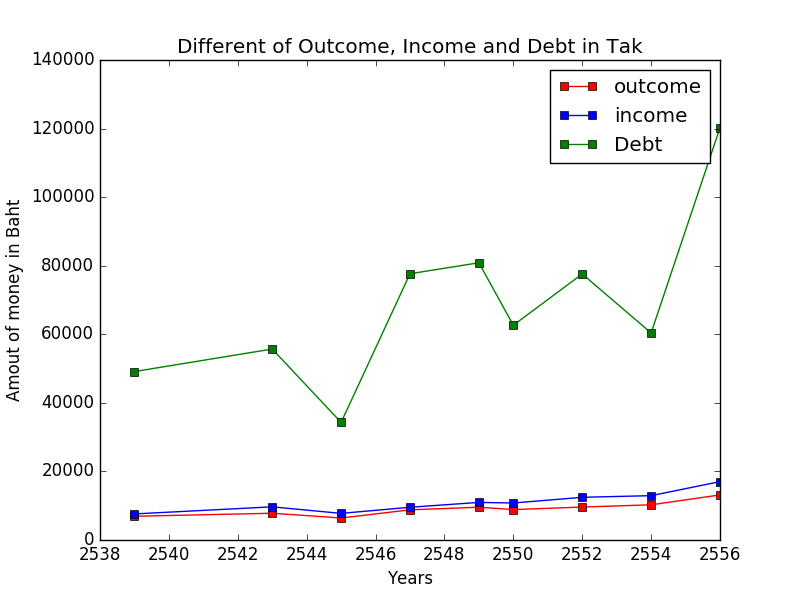 Different of Outcome, Income and Debt in Tak
140000
120000
100000
80000
60000
40000
20000
0
Amout of money in Baht
outcome
income
Debt
2538 2540 2542 2544 2546 2548 2550 2552 2554 2556
Years